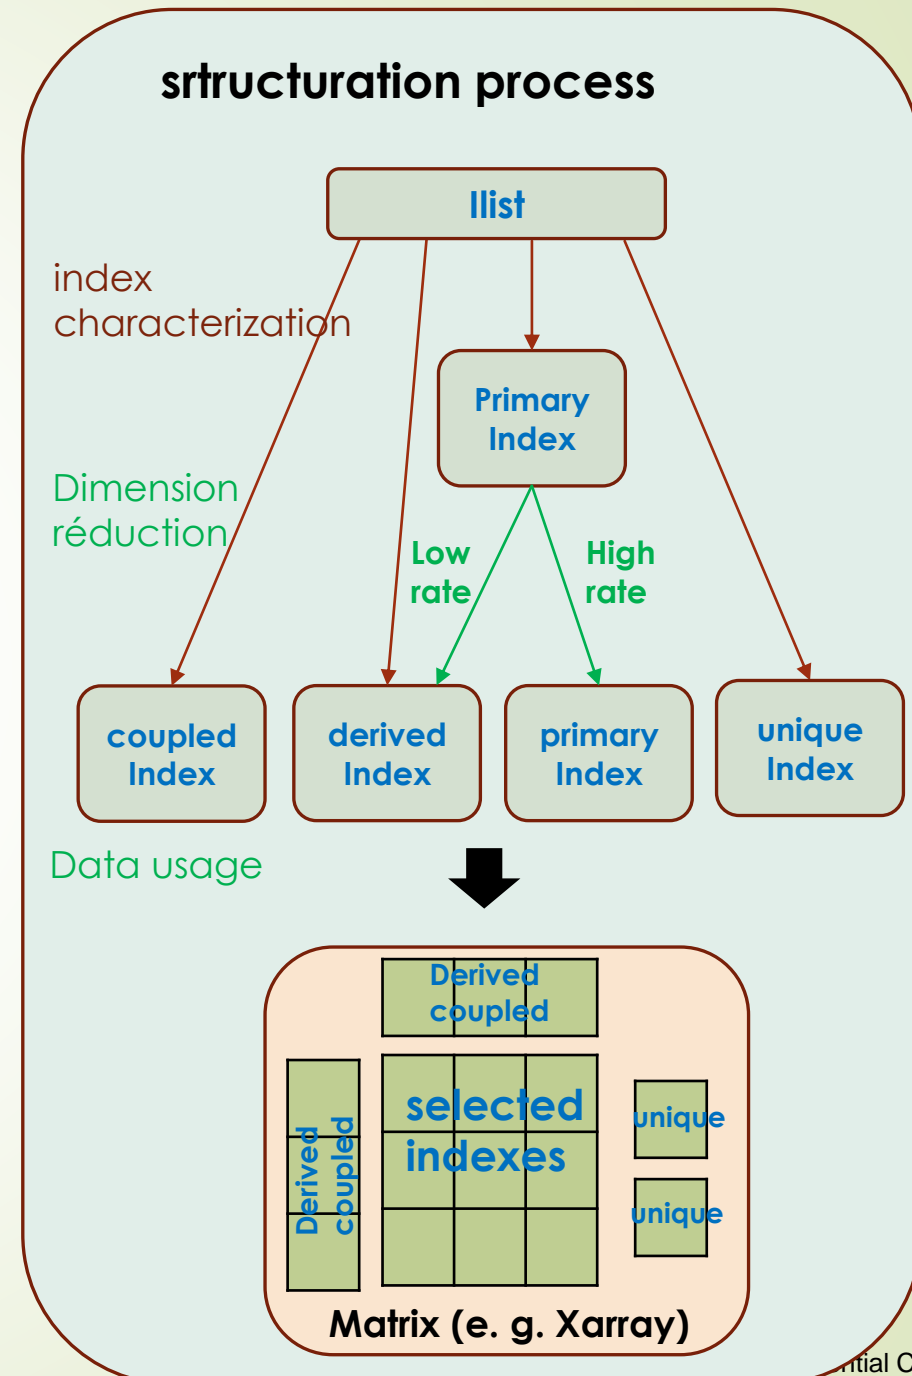 srtructuration process
Ilist
index
characterization
Primary
Index
Dimension
réduction
Low
rate
High
rate
coupled
Index
derived
Index
primary
Index
unique
Index
Data usage
Derived
coupled
Derived
coupled
selected
indexes
unique
unique
Matrix (e. g. Xarray)